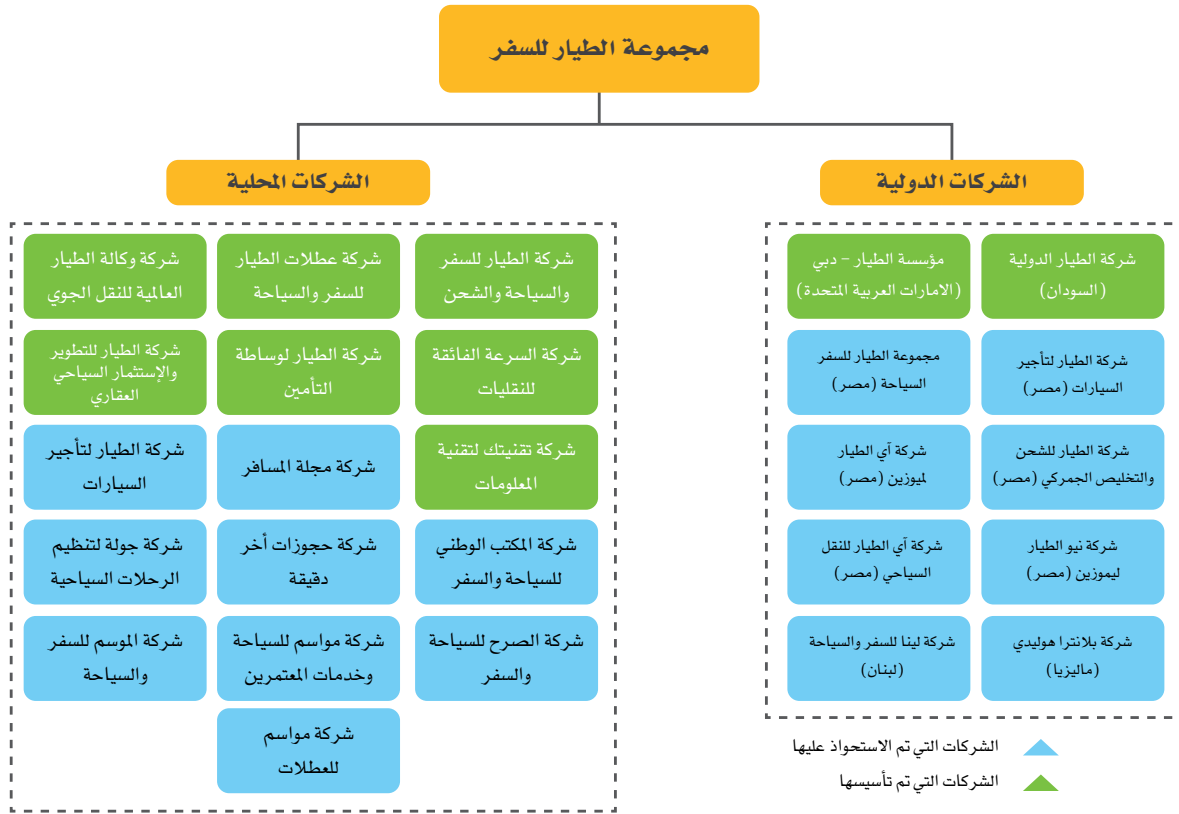 مجموعة الطيار للسفر
الشركات الدولية
شركة الطيار الدولية
(السودان)
مؤسسة الطيار – دبي
(الامارات العربية المتحدة)
شركة الطيار لتأجير
السيارات (مصر)
مجموعة الطيار للسفر
السياحة (مصر)
شركة الطيار للشحن
والتخليص الجمركي (مصر)
شركة آي الطيار
لميوزين (مصر)
شركة نيو الطيار
ليموزين (مصر)
شركة آي الطيار للنقل
السياحي (مصر)
شركة بلانترا هوليدي
(ماليزيا)
شركة لينا للسفر والسياحة
(لبنان)
الشركات التي تم الاستحواذ عليها
الشركات التي تم تأسيسها
الشركات المحلية
شركة الطيار للسفر
والسياحة والشحن
شركة عطلات الطيار
للسفر والسياحة
شركة وكالة الطيار
العالمية للنقل الجوي
شركة السرعة الفائقة
للنقليات
شركة الطيار لوساطة
التأمين
شركة الطيار للتطوير
والإستثمار السياحي
العقاري
شركة تقنيتك لتقنية
المعلومات
شركة مجلة المسافر
شركة الطيار لتأجير
السيارات
شركة المكتب الوطني
للسياحة والسفر
شركة حجوزات أخر
دقيقة
شركة جولة لتنظيم
الرحلات السياحية
شركة الصرح للسياحة
والسفر
شركة مواسم للسياحة
وخدمات المعتمرين
شركة الموسم للسفر
والسياحة
شركة مواسم
للعطلات